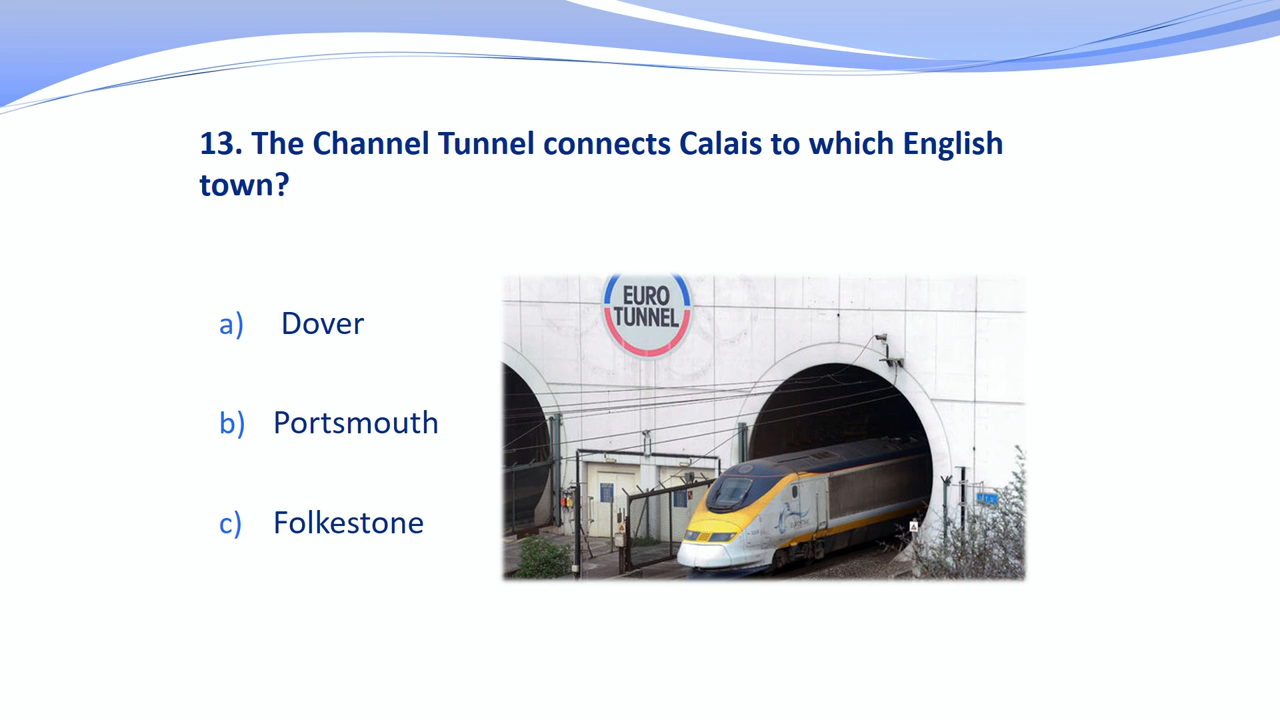 13. The Channel Tunnel connects Calais to which English
town?
a) Dover
b) Portsmouth
c) Folkestone
EURO
TUNNEL